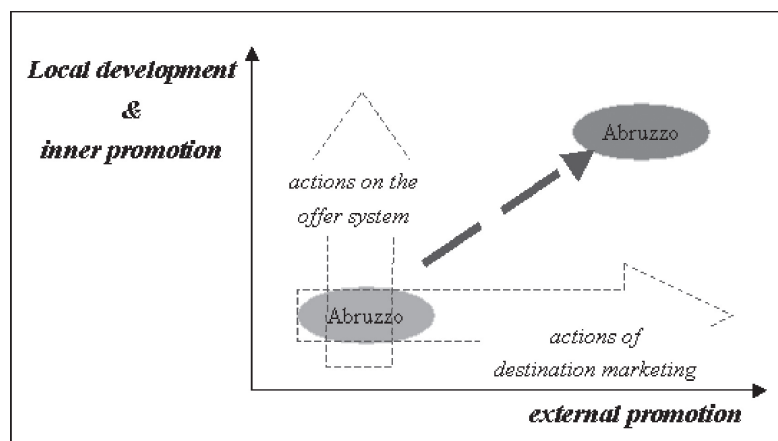 Local development
&
inner promotion
Abruzzo
actions on the
offer system
Abruzzo
actions of
destination marketing
external promotion